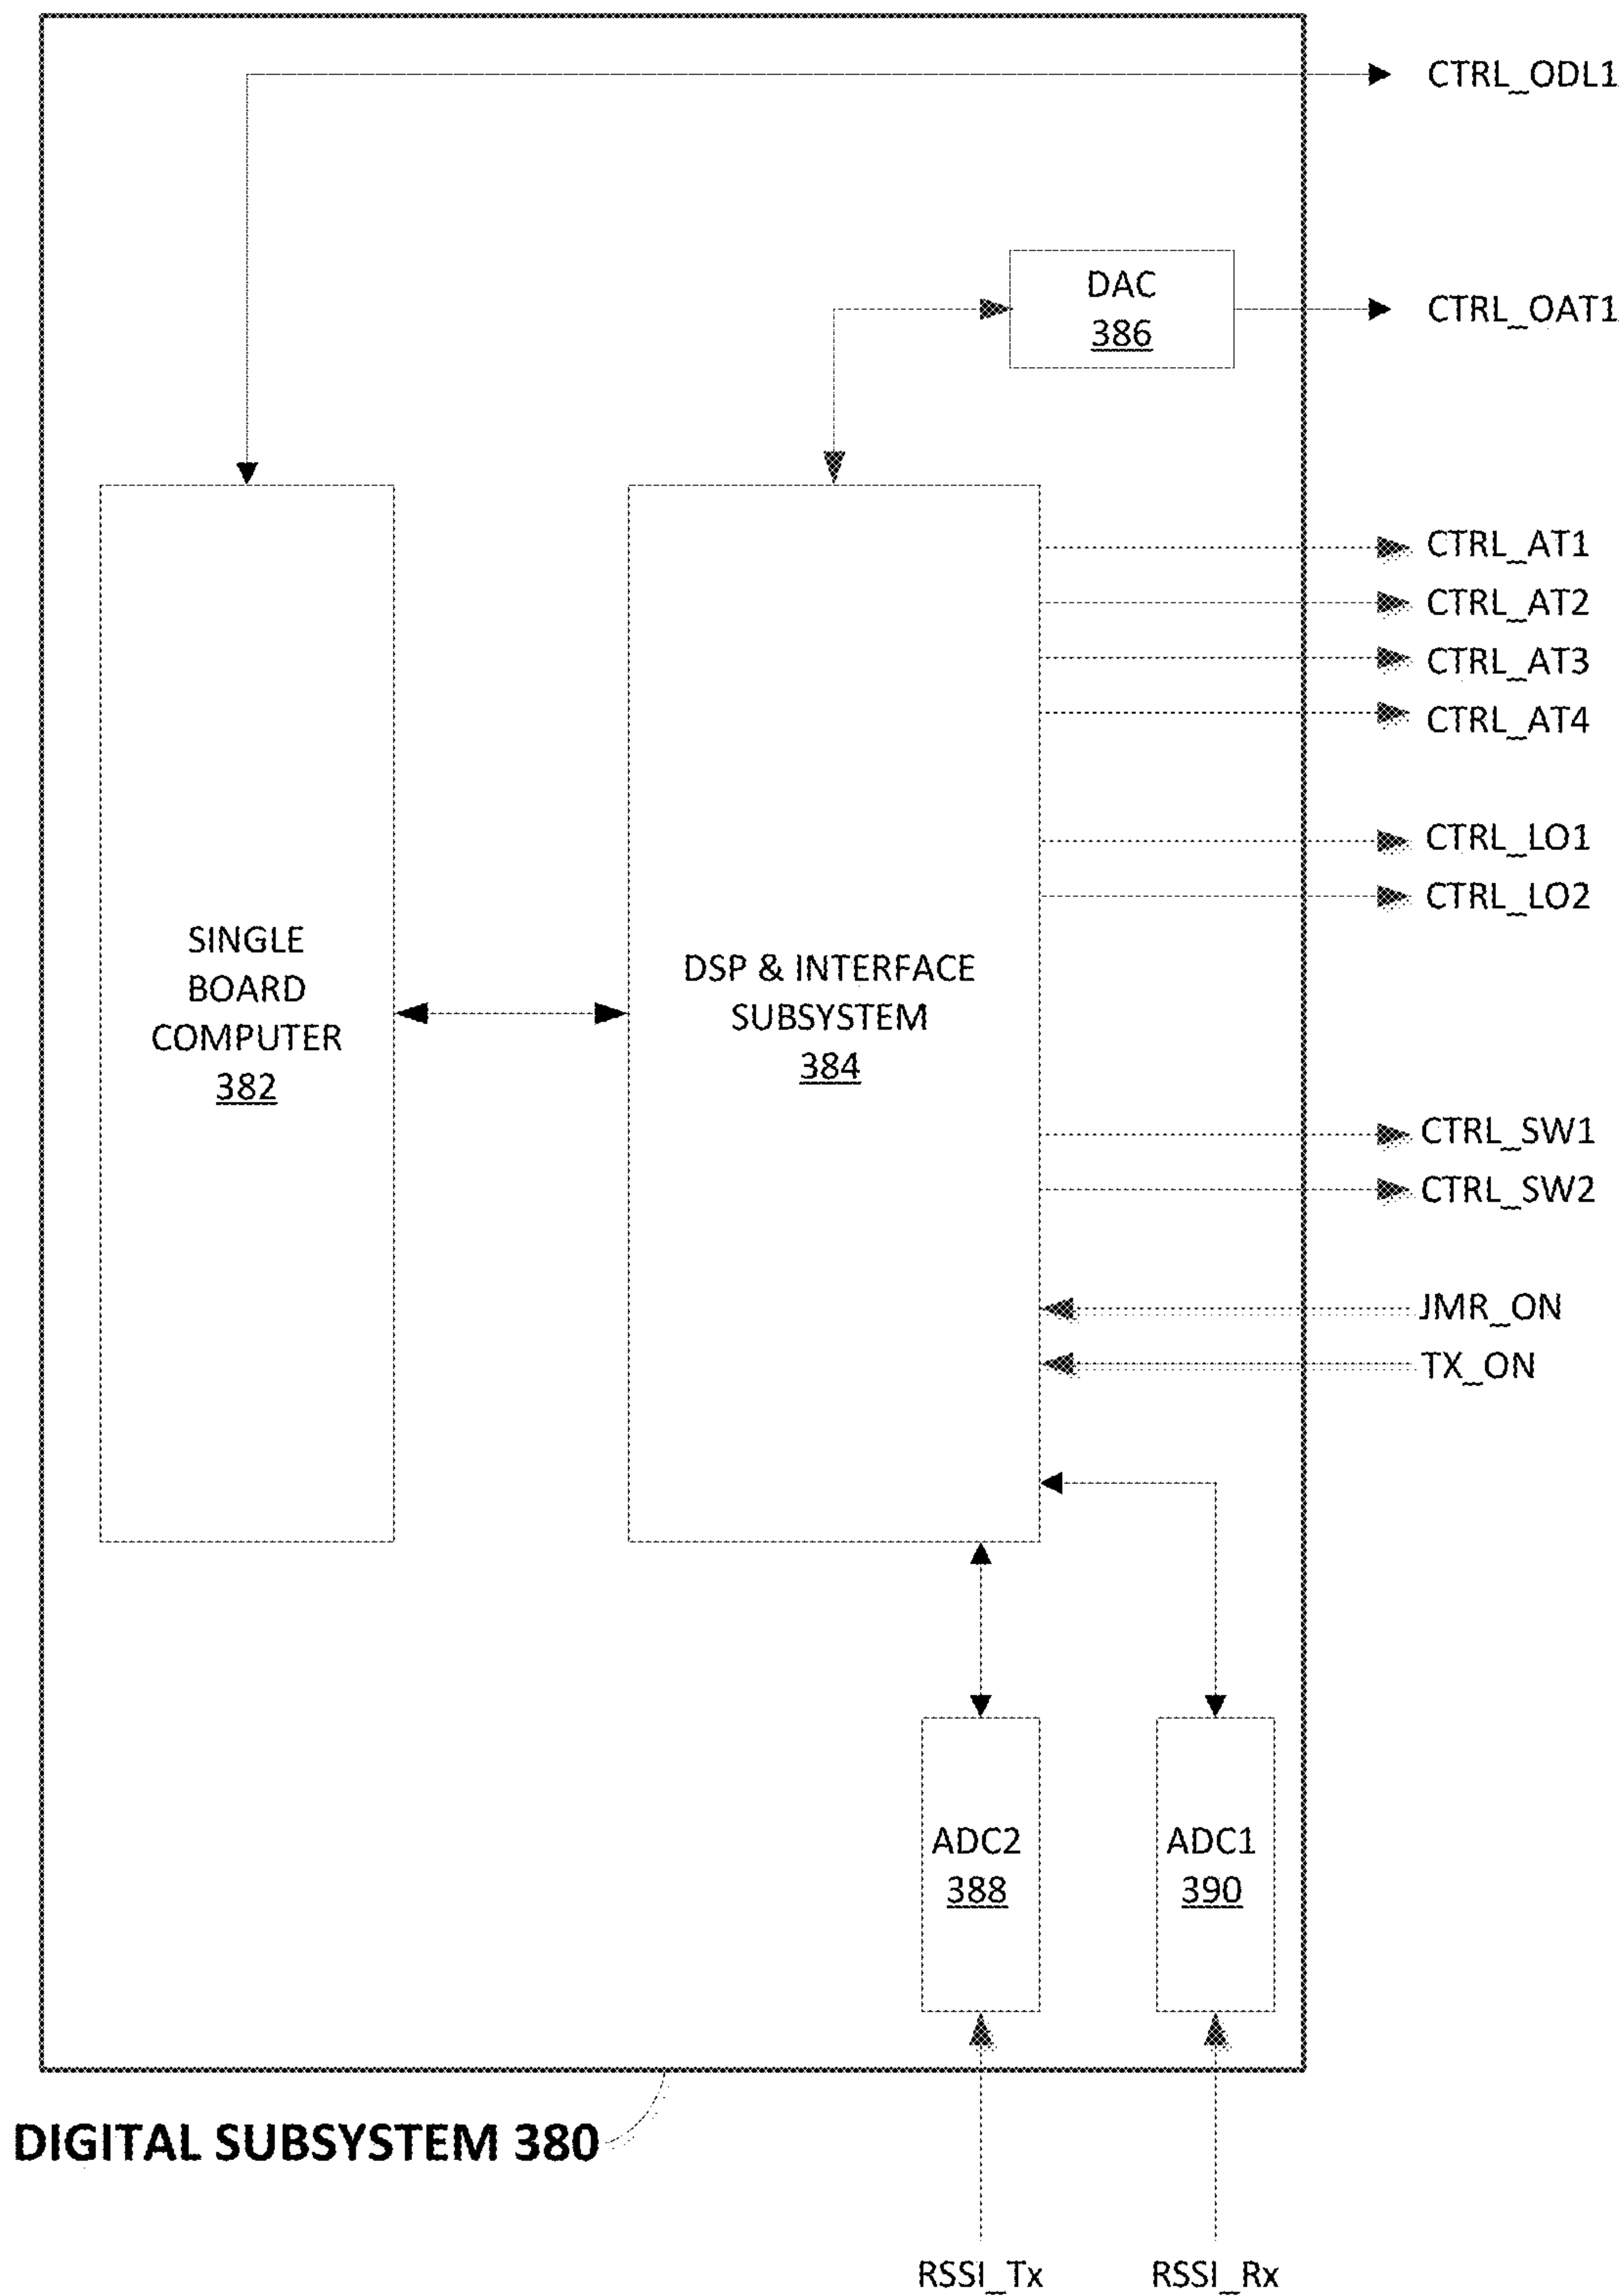 CTRL_ODL1
DAC
386
CTRL_OAT1
CTRL_AT1
CTRL_AT2
CTRL_AT3
CTRL_AT4
CTRL_LO1
CTRL_LO2
SINGLE
BOARD
COMPUTER
382
DSP & INTERFACE
SUBSYSTEM
384
CTRL_SW1
CTRL_SW2
JMR_ON
TX_ON
ADC2
388
ADC1
390
DIGITAL SUBSYSTEM 380
RSSI_Tx
RSSI_Rx